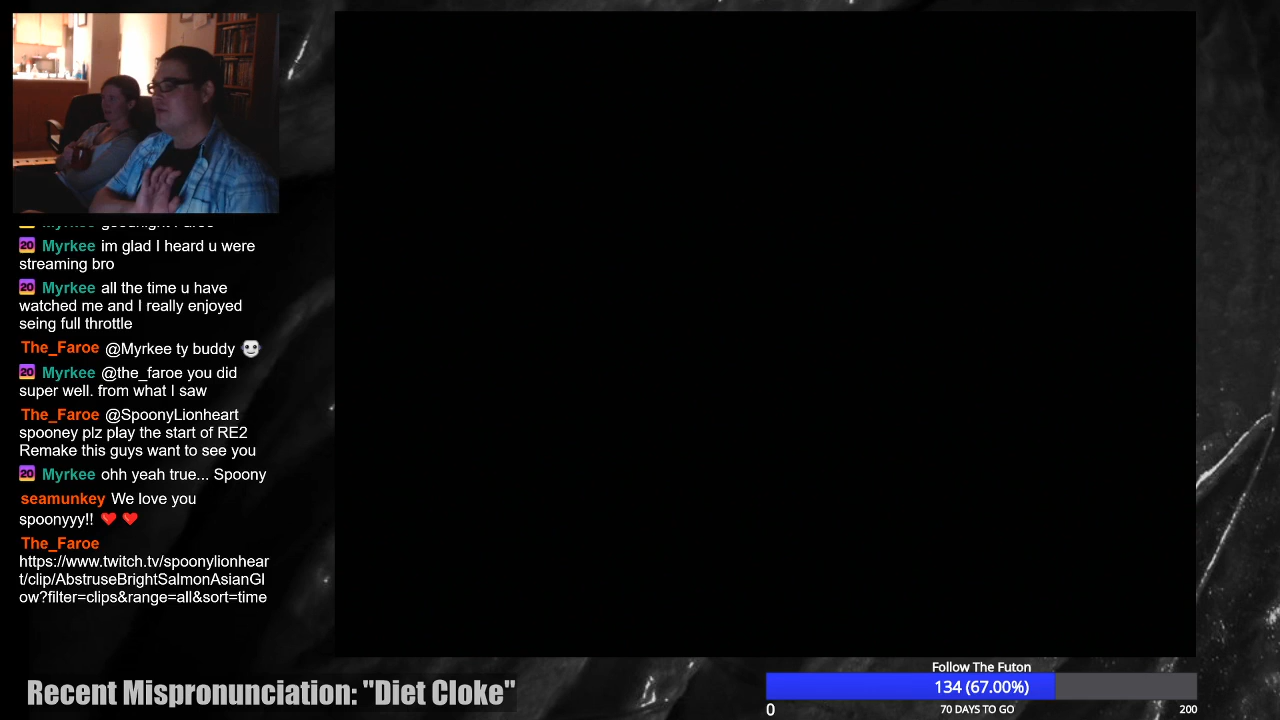 20 Myrkee im glad I heard u were
streaming bro
20 Myrkee all the time u have
watched me and I really enjoyed
seing full throttle
The_Faroe @Myrkee ty buddy
20 Myrkee @the_faroe you did
super well. from what I saw
The_Faroe @SpoonyLionheart
spooney plz play the start of RE2
Remake this guys want to see you
20 Myrkee ohh yeah true... Spoony
seamunkey We love you
spoonyyy!!
The_Faroe
https://www.twitch.tv/spoonylionhear
t/clip/AbstruseBrightSalmonAsianGl
ow?filter=clips&range=all&sort=time
Recent Mispronunciation: "Diet Cloke"
Follow The Futon
134 (67.00%)
0 70 DAYS TO GO 200